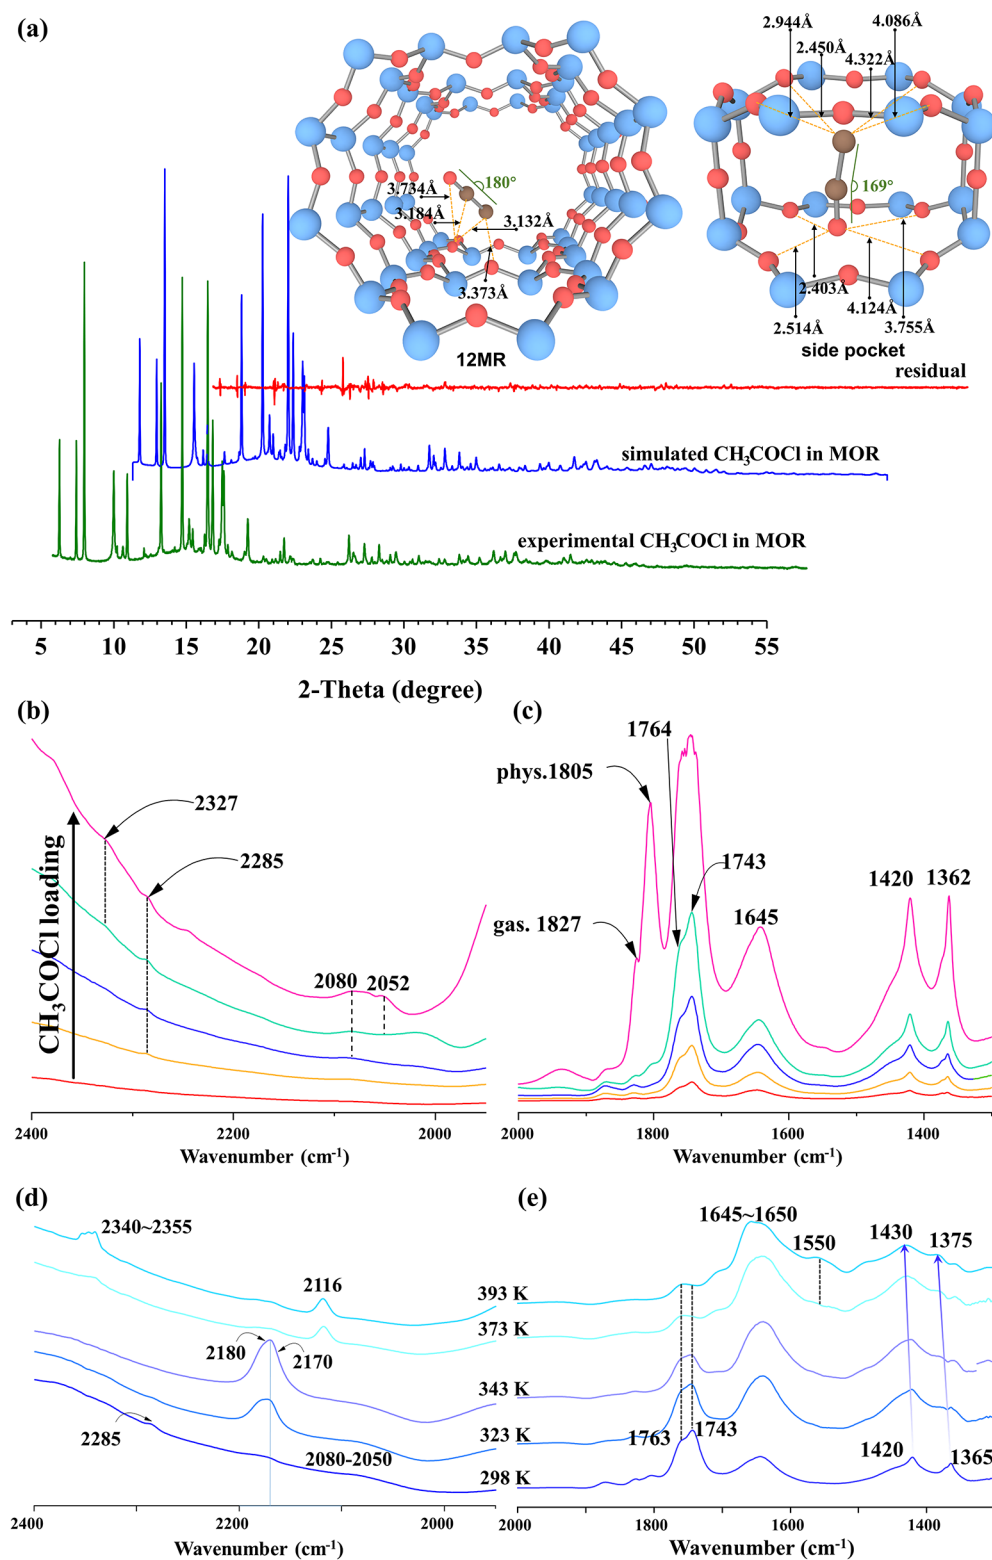 (a)
2.944Å
4.086Å
2.450Å
4.322Å
180°
169°
3.734Å
3.184Å
3.132Å
3.373Å
2.403Å
4.124Å
2.514Å
3.755Å
12MR
side pocket
residual
simulated CH₃COCl in MOR
experimental CH₃COCl in MOR
5 10 15 20 25 30 35 40 45 50 55
2-Theta (degree)
(b)
2327
2285
CH₃COCl loading
2080 2052
2400 2200 2000
Wavenumber (cm⁻¹)
(c)
1764
phys.1805
1743
gas. 1827
1645
1420 1362
2000 1800 1600 1400
Wavenumber (cm⁻¹)
(d)
2340~2355
2116
2180
2170
2285
2080-2050
393 K
373 K
343 K
323 K
298 K
2400 2200 2000
Wavenumber (cm⁻¹)
(e)
1645~1650
1550
1430
1375
1763
1743
1420
1365
2000 1800 1600 1400
Wavenumber (cm⁻¹)